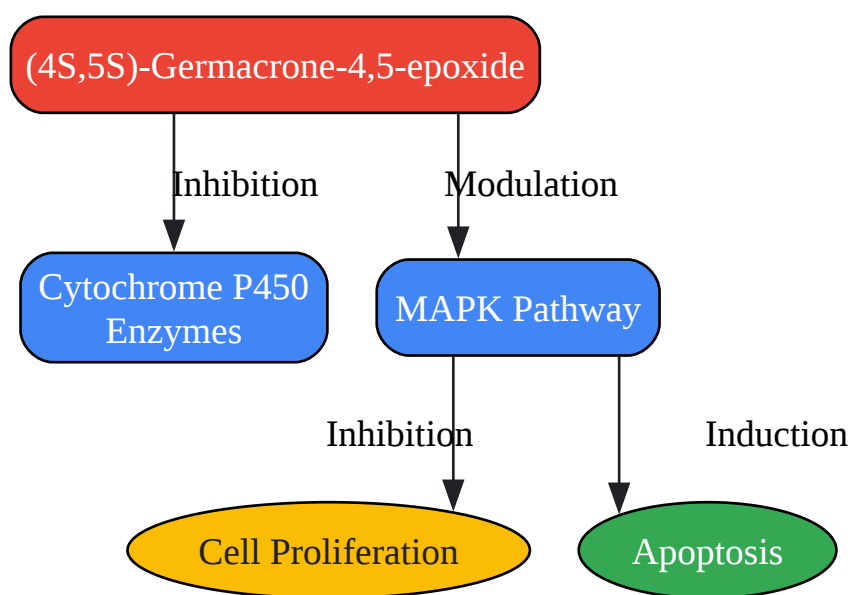 (4S,5S)-Germacrone-4,5-epoxide
Inhibition
Modulation
Cytochrome P450
Enzymes
MAPK Pathway
Inhibition
Induction
Cell Proliferation
Apoptosis